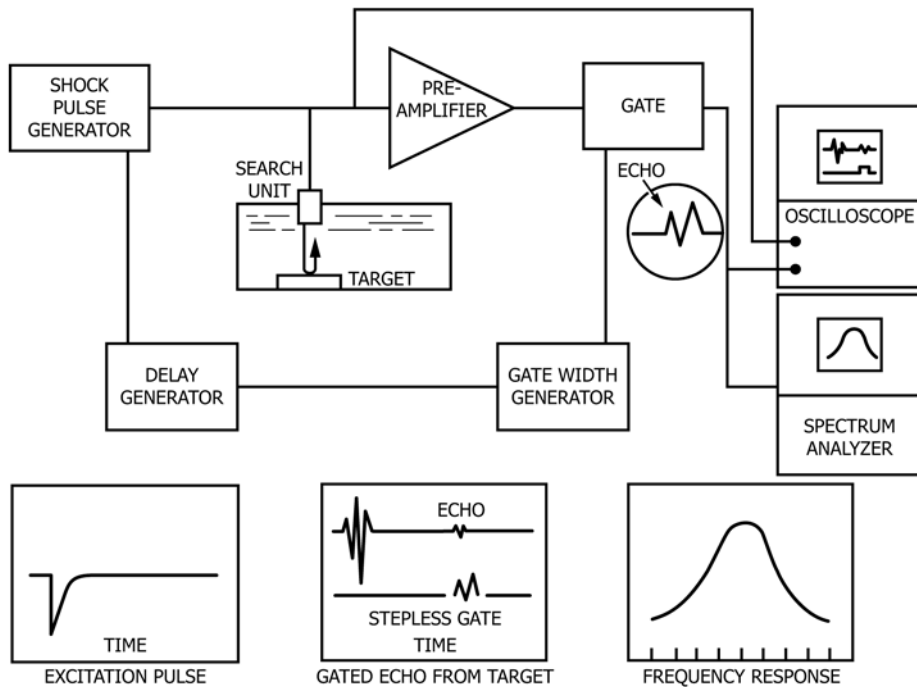 SHOCK
PULSE
GENERATOR
PRE-
AMPLIFIER
GATE
SEARCH
UNIT
ECHO
OSCILLOSCOPE
TARGET
DELAY
GENERATOR
GATE WIDTH
GENERATOR
SPECTRUM
ANALYZER
TIME
EXCITATION PULSE
ECHO
STEPLESS GATE
TIME
GATED ECHO FROM TARGET
FREQUENCY RESPONSE